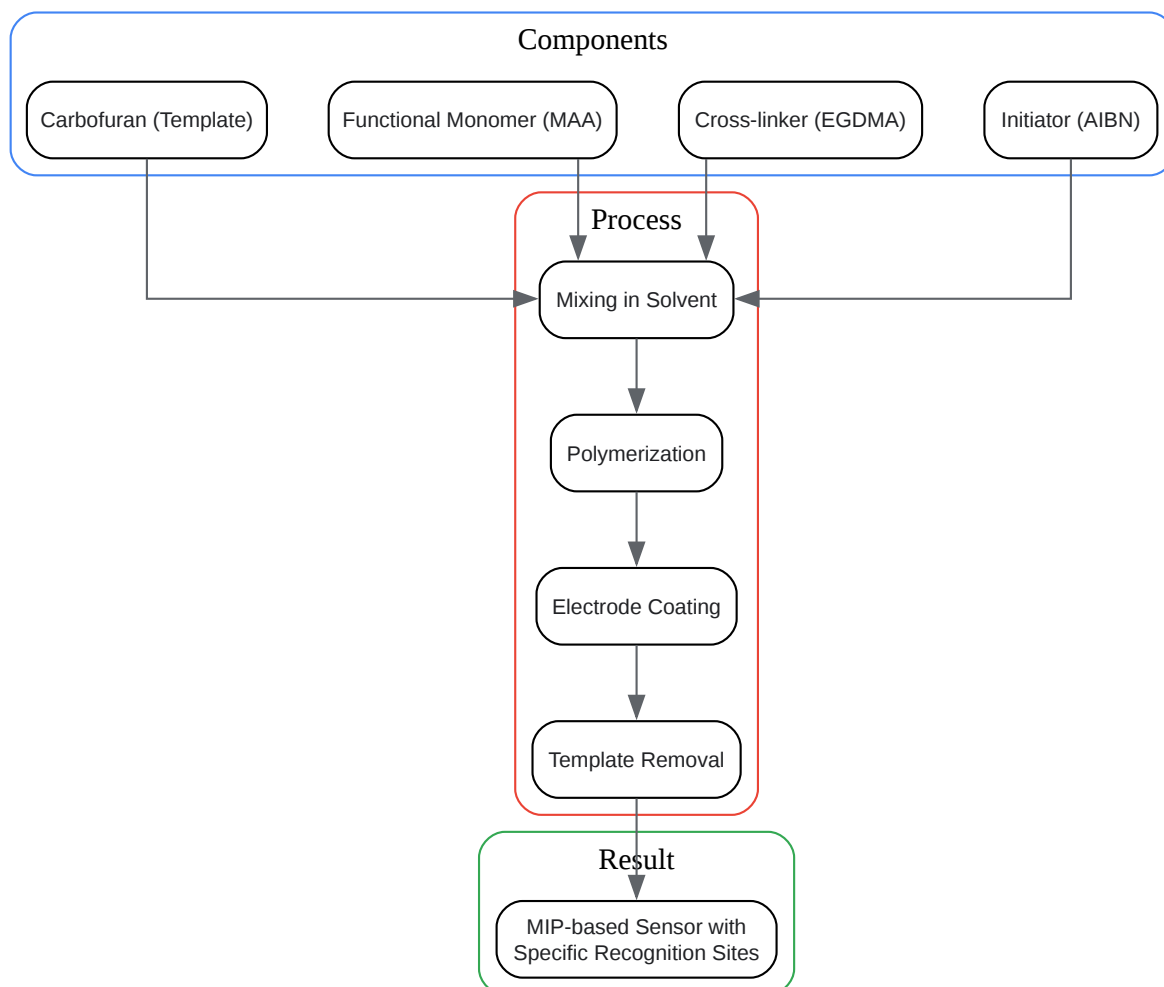 Components
Carbofuran (Template)
Functional Monomer (MAA)
Cross-linker (EGDMA)
Initiator (AIBN)
Process
Mixing in Solvent
Polymerization
Electrode Coating
Template Removal
Result
MIP-based Sensor with
Specific Recognition Sites